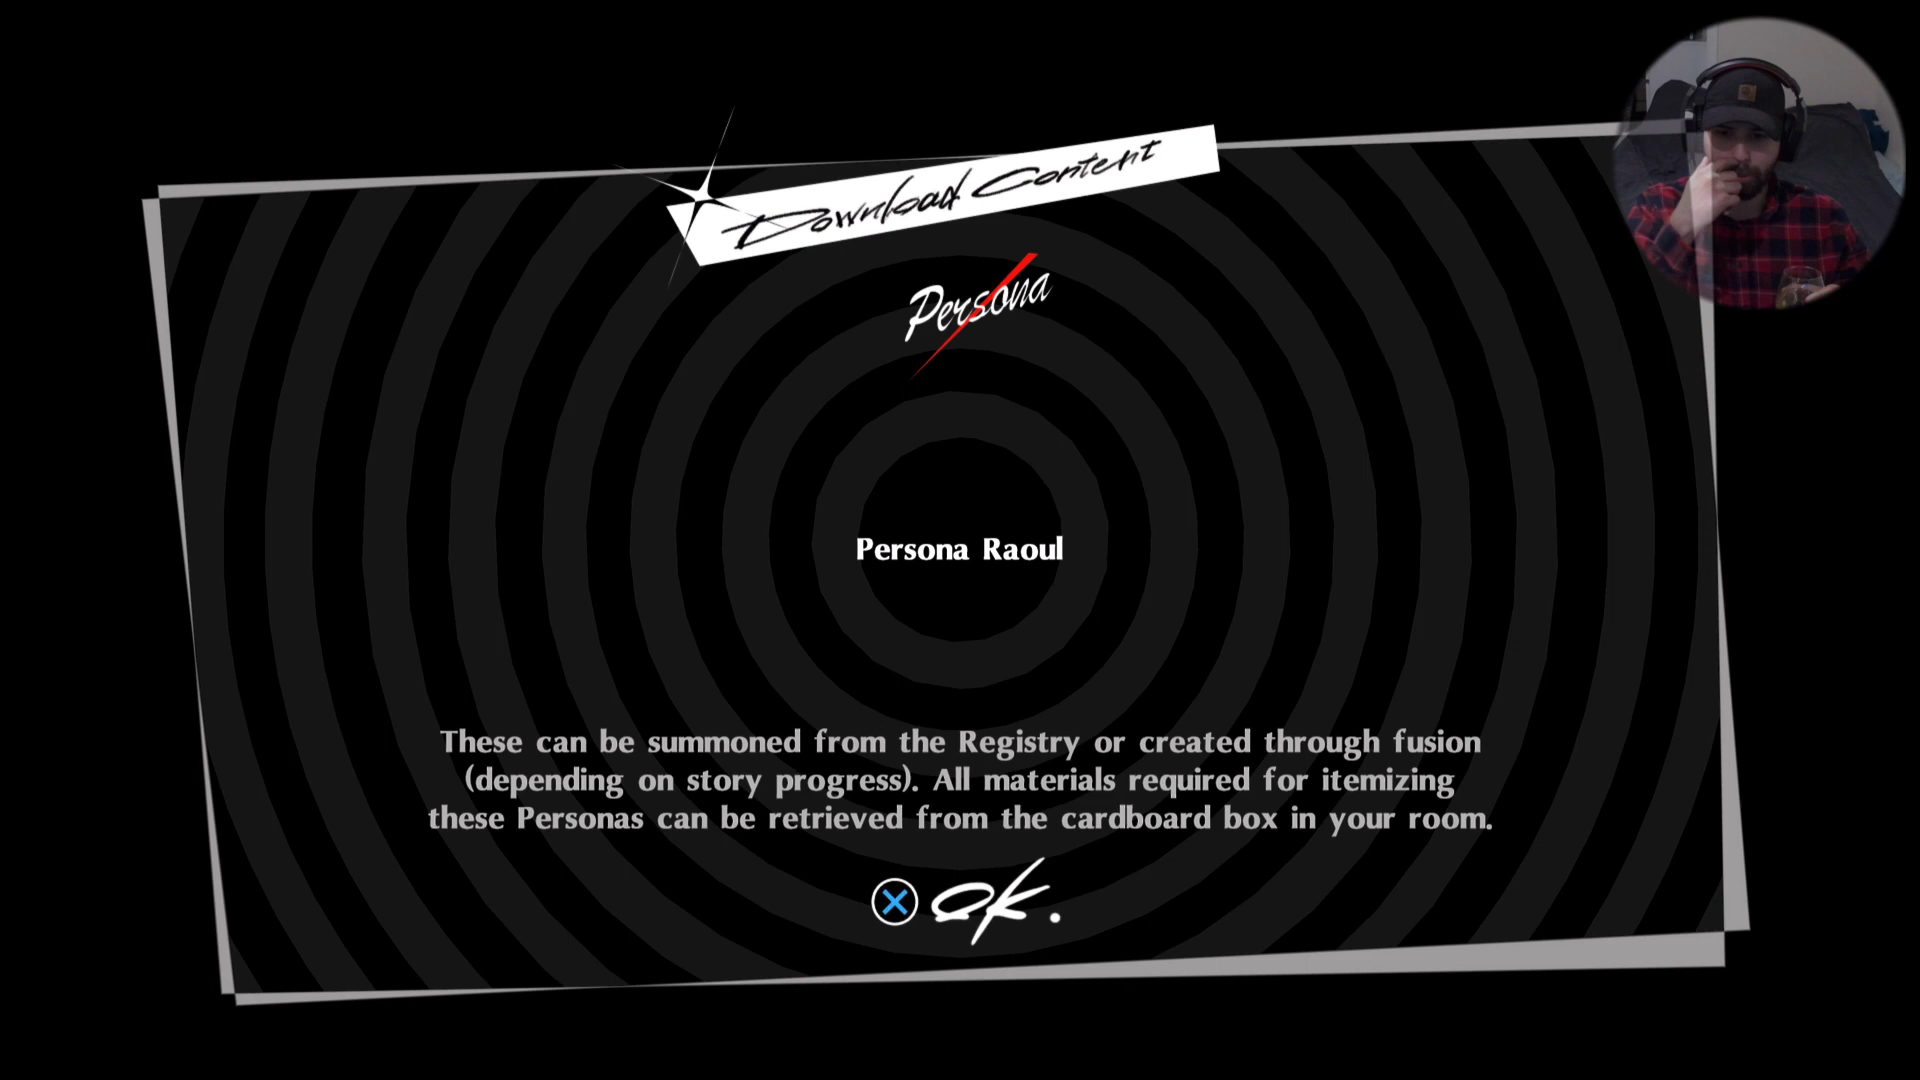 Download Content
Persona
Persona Raoul
These can be summoned from the Registry or created through fusion
(depending on story progress). All materials required for itemizing
these Personas can be retrieved from the cardboard box in your room.
ok.